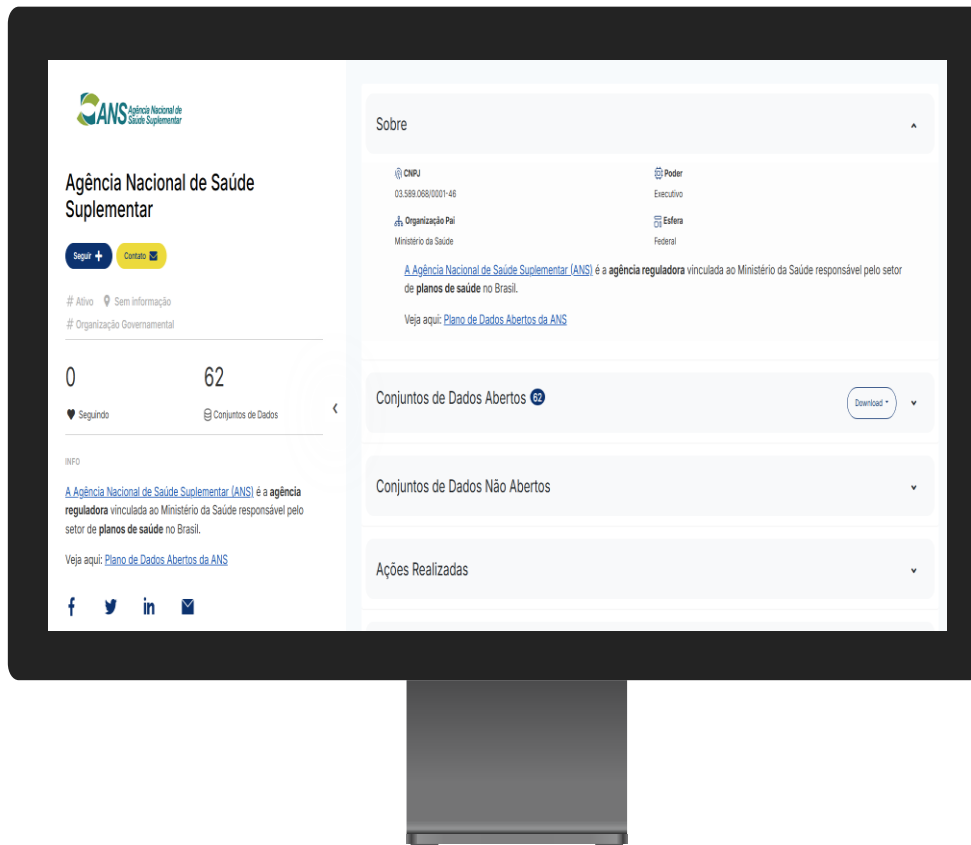 ANS Agência Nacional de
Saúde Suplementar
Agência Nacional de Saúde
Suplementar
Seguir
Contato
# Ativo Sem informação
# Organização Governamental
0 62
Seguindo Conjuntos de Dados
INFO
A Agência Nacional de Saúde Suplementar (ANS) é a agência
reguladora vinculada ao Ministério da Saúde responsável pelo
setor de planos de saúde no Brasil.
Veja aqui: Plano de Dados Abertos da ANS
Sobre
CNPJ Poder
03.589.068/0001-46 Executivo
Organização Pai Esfera
Ministério da Saúde Federal
A Agência Nacional de Saúde Suplementar (ANS) é a agência reguladora vinculada ao Ministério da Saúde responsável pelo setor
de planos de saúde no Brasil.
Veja aqui: Plano de Dados Abertos da ANS
Conjuntos de Dados Abertos 62
Download
Conjuntos de Dados Não Abertos
Ações Realizadas